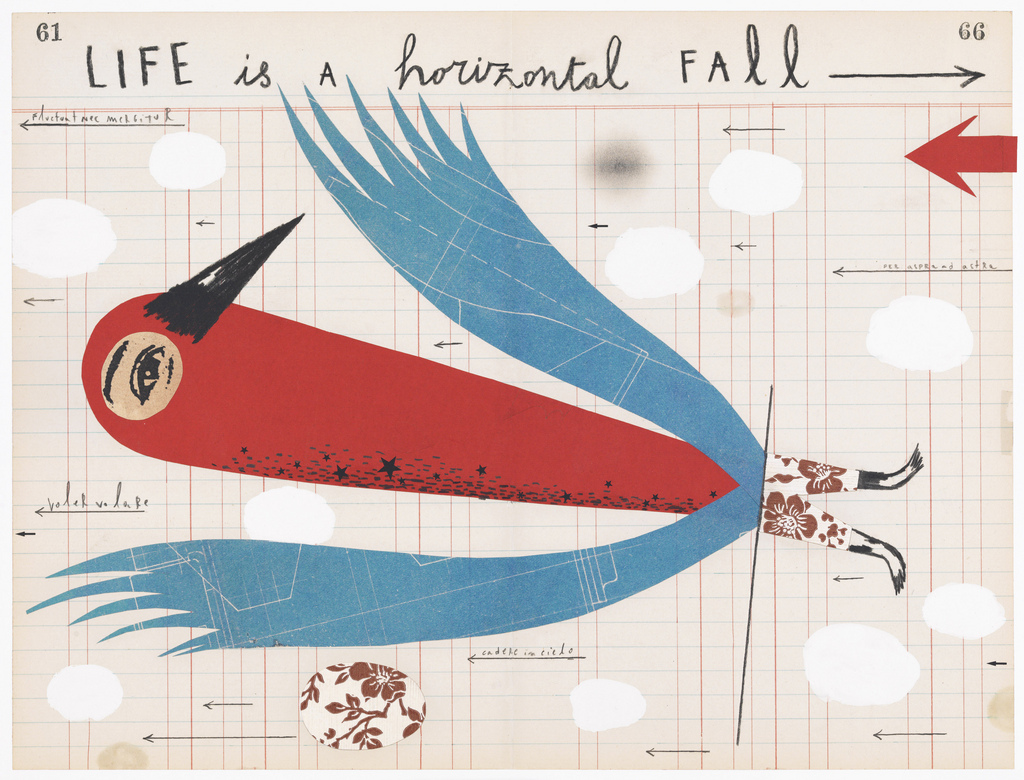 61
66
LIFE is A horizontal FAll
fluctuat nec mergitur
per aspera ad astra
voler volare
cadere in cielo